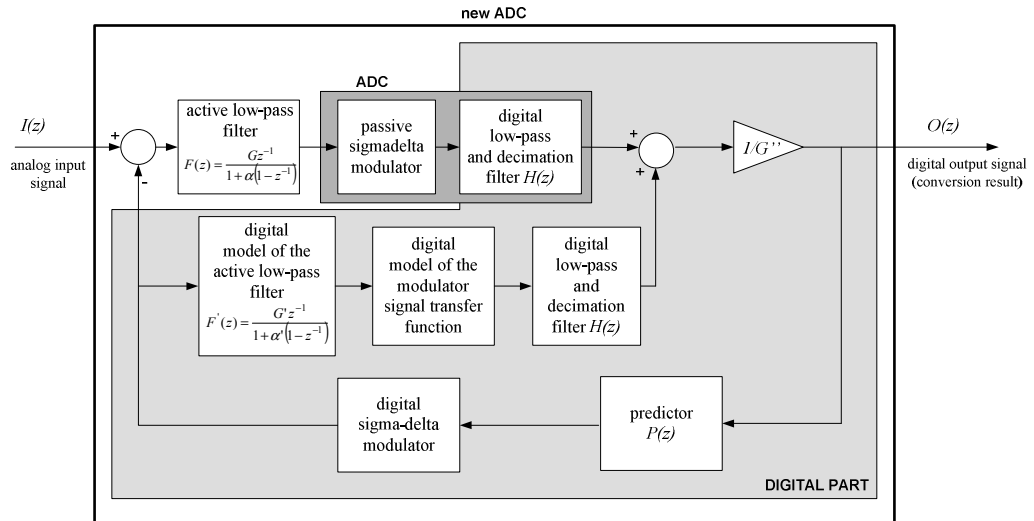 new ADC
ADC
I(z)
analog input
signal
+
-
active low-pass
filter
F(z) = Gz⁻¹ / 1+α(1−z⁻¹)
passive
sigmadelta
modulator
digital
low-pass
and decimation
filter H(z)
+
+
1/G’’
O(z)
digital output signal
(conversion result)
digital
model of the
active low-pass
filter
F'(z) = G'z⁻¹ / 1+α'(1−z⁻¹)
digital
model of the
modulator
signal transfer
function
digital
low-pass
and
decimation
filter H(z)
digital
sigma-delta
modulator
predictor
P(z)
DIGITAL PART